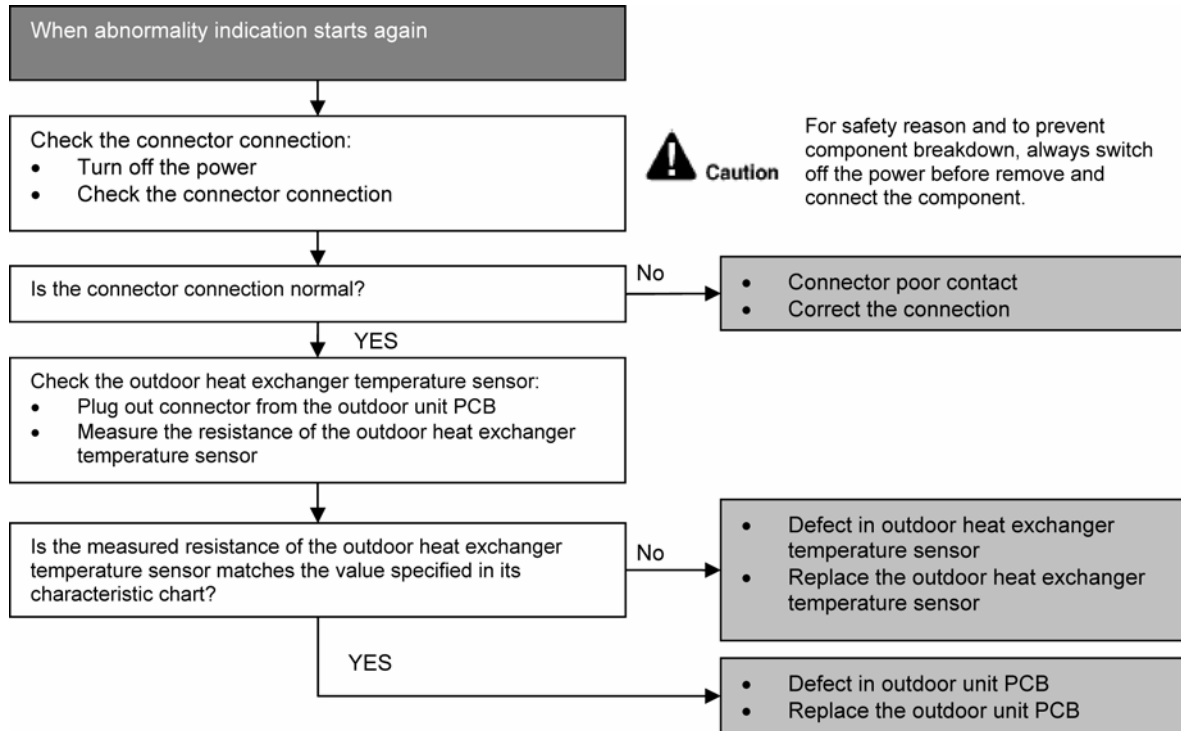 When abnormality indication starts again
Check the connector connection:
• Turn off the power
• Check the connector connection
Caution
For safety reason and to prevent
component breakdown, always switch
off the power before remove and
connect the component.
Is the connector connection normal?
No
• Connector poor contact
• Correct the connection
YES
Check the outdoor heat exchanger temperature sensor:
• Plug out connector from the outdoor unit PCB
• Measure the resistance of the outdoor heat exchanger
temperature sensor
Is the measured resistance of the outdoor heat exchanger
temperature sensor matches the value specified in its
characteristic chart?
No
• Defect in outdoor heat exchanger
temperature sensor
• Replace the outdoor heat exchanger
temperature sensor
YES
• Defect in outdoor unit PCB
• Replace the outdoor unit PCB